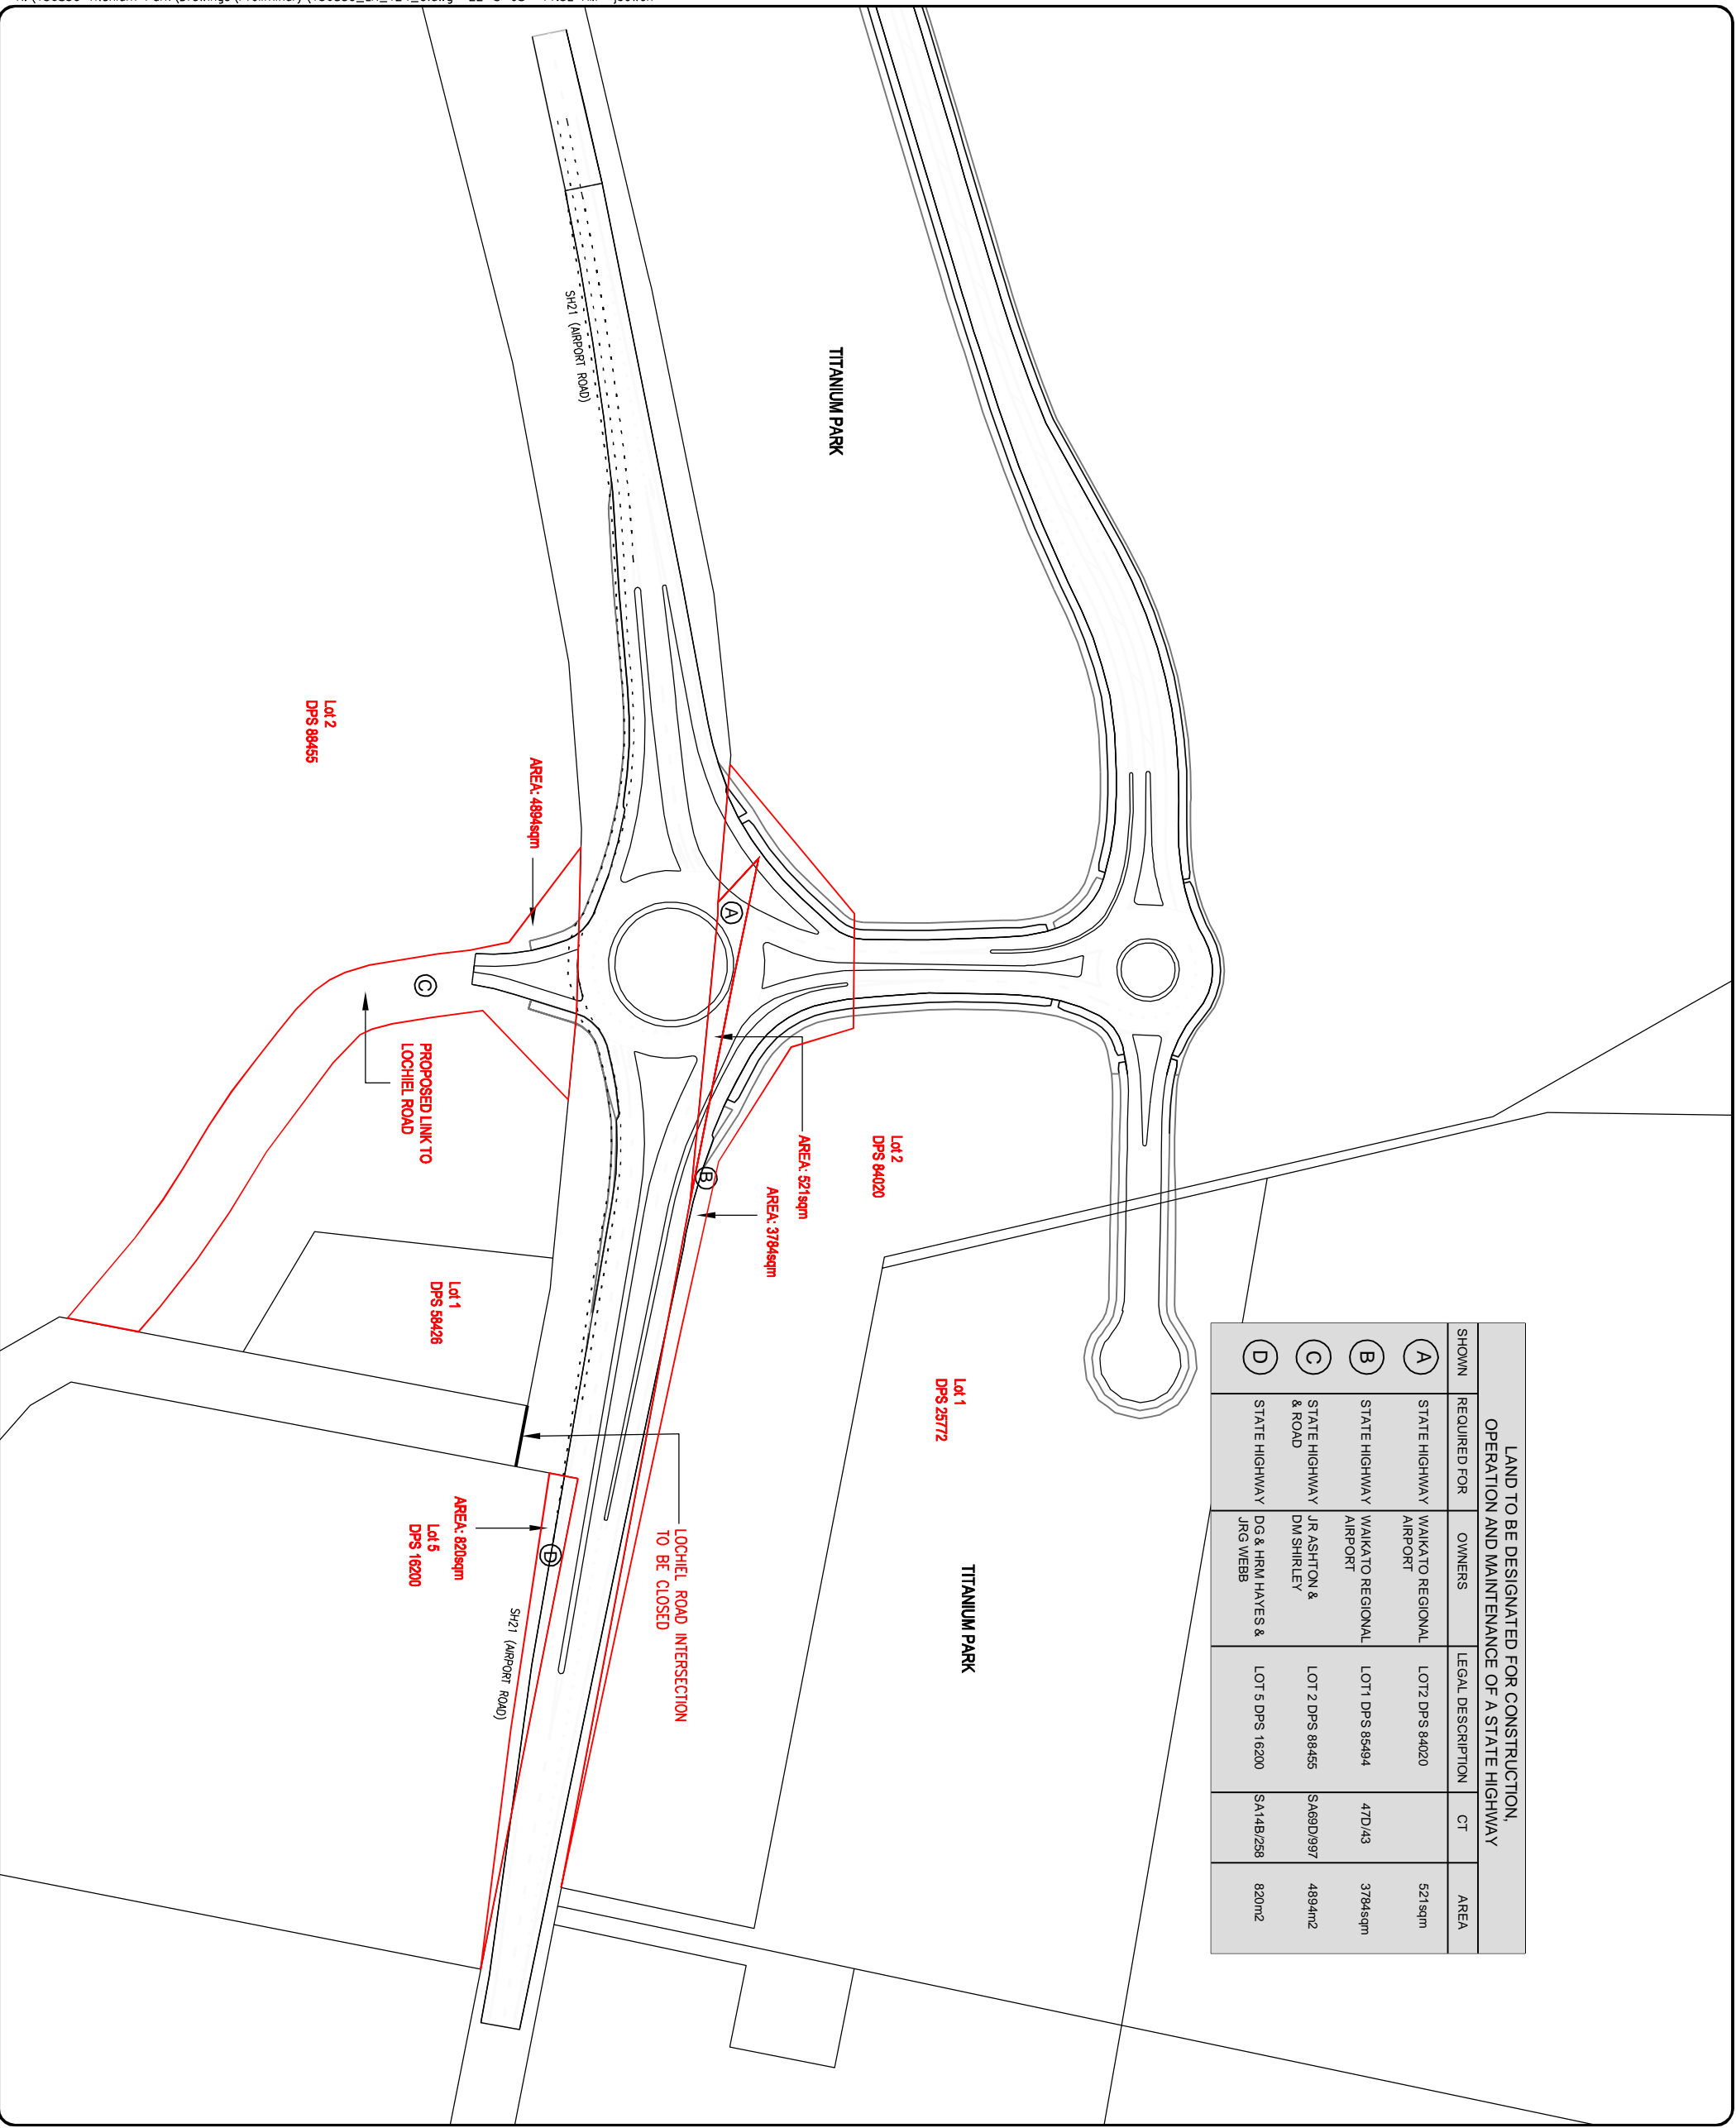 LAND TO BE DESIGNATED FOR CONSTRUCTION,
OPERATION AND MAINTENANCE OF A STATE HIGHWAY
SHOWN REQUIRED FOR OWNERS LEGAL DESCRIPTION CT AREA
A STATE HIGHWAY WAIKATO REGIONAL LOT2 DPS 84020 521sqm
AIRPORT
B STATE HIGHWAY WAIKATO REGIONAL LOT1 DPS 85494 47D/43 3784sqm
AIRPORT
C STATE HIGHWAY JR ASHTON & LOT 2 DPS 88455 SA69D/997 4894m2
& ROAD DM SHIRLEY
D STATE HIGHWAY DG & HRM HAYES & LOT 5 DPS 16200 SA14B/258 820m2
JRG WEBB
TITANIUM PARK
TITANIUM PARK
Lot 1
DPS 25772
Lot 2
DPS 84020
AREA: 521sqm
AREA: 3784sqm
A
B
SH21 (AIRPORT ROAD)
LOCHIEL ROAD INTERSECTION
TO BE CLOSED
AREA: 4894sqm
D
SH21 (AIRPORT ROAD)
AREA: 820sqm
Lot 5
DPS 16200
Lot 1
DPS 58426
C
PROPOSED LINK TO
LOCHIEL ROAD
Lot 2
DPS 88455